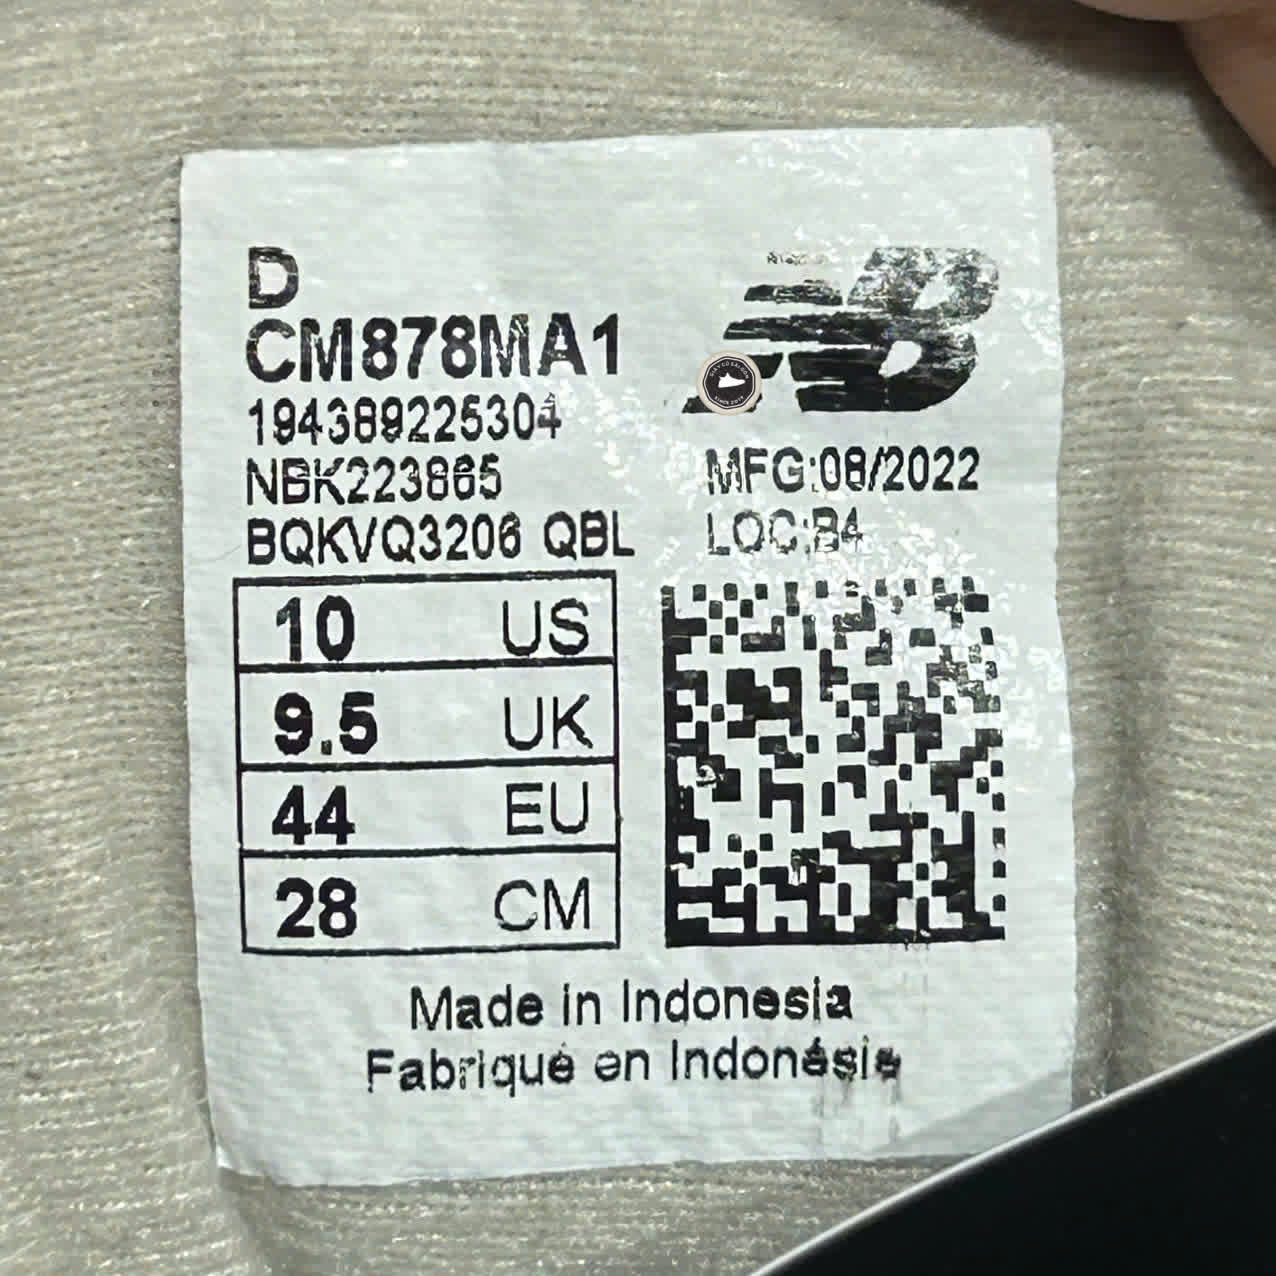 D
CM878MA1
194389225304
NBK223865
BQKVQ3206 QBL
NB
MFG:08/2022
LOC:B4
10 US
9.5 UK
44 EU
28 CM
Made in Indonesia
Fabriqué en Indonésie